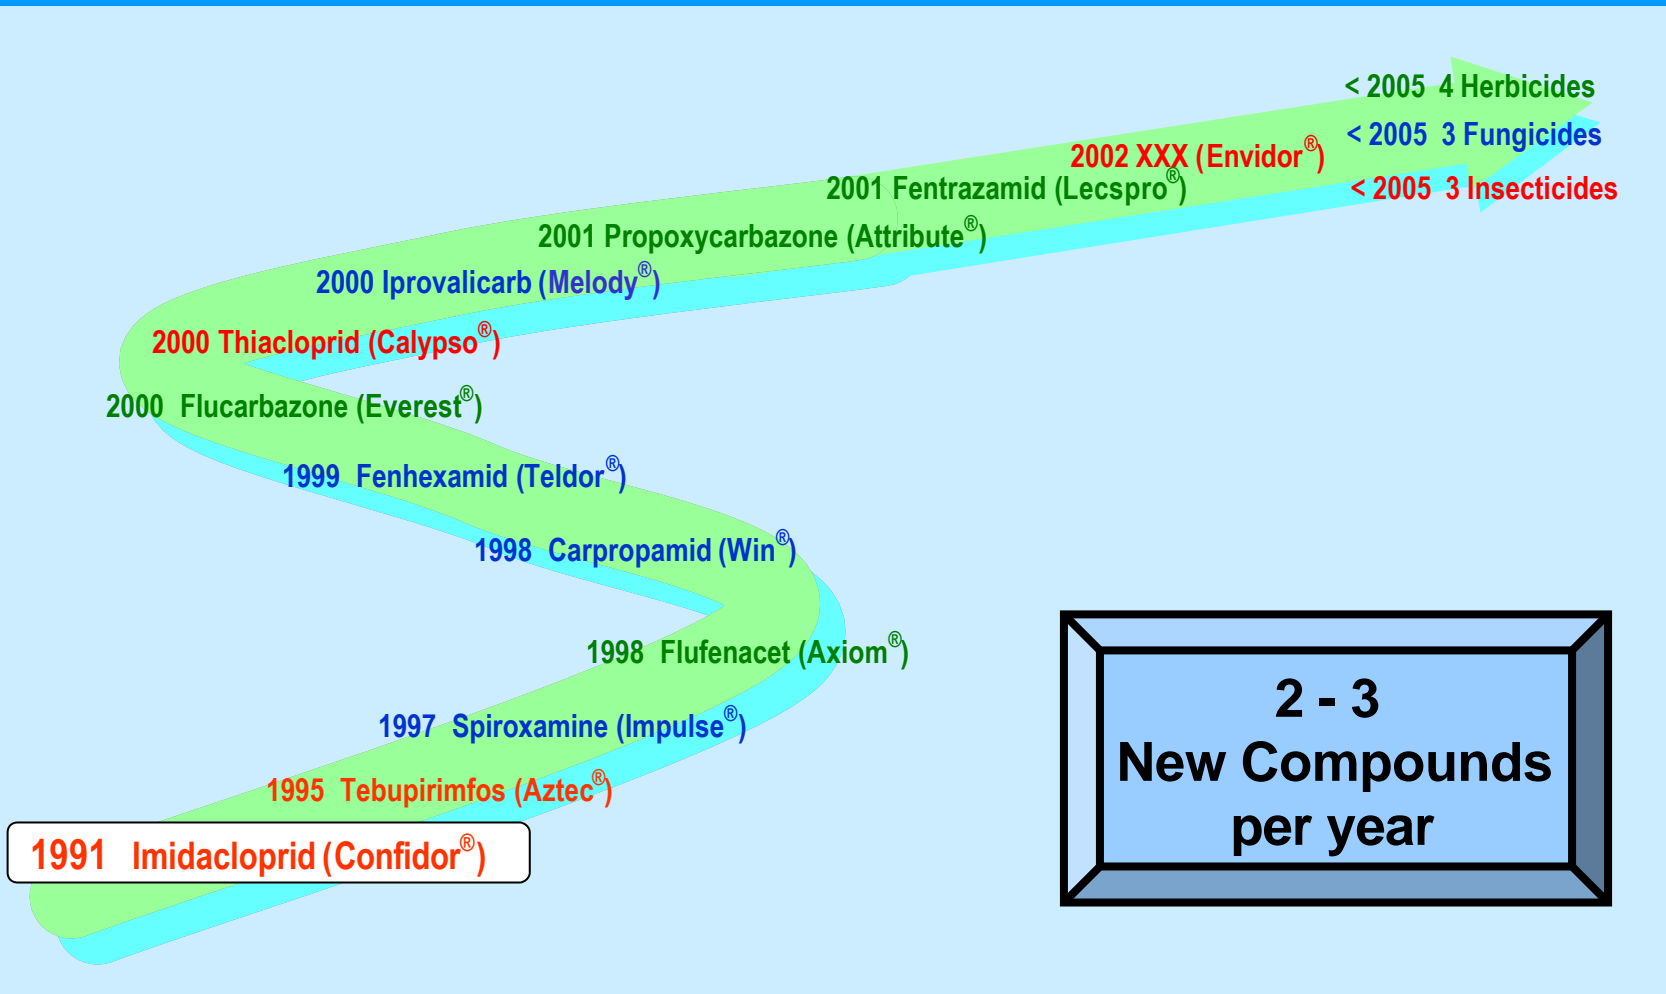 < 2005 4 Herbicides
< 2005 3 Fungicides
2002 XXX (Envidor®)
< 2005 3 Insecticides
2001 Fentrazamid (Lecspro®)
2001 Propoxycarbazone (Attribute®)
2000 Iprovalicarb (Melody®)
2000 Thiacloprid (Calypso®)
2000 Flucarbazone (Everest®)
1999 Fenhexamid (Teldor®)
1998 Carpropamid (Win®)
1998 Flufenacet (Axiom®)
1997 Spiroxamine (Impulse®)
1995 Tebupirimfos (Aztec®)
1991 Imidacloprid (Confidor®)
2 - 3
New Compounds
per year